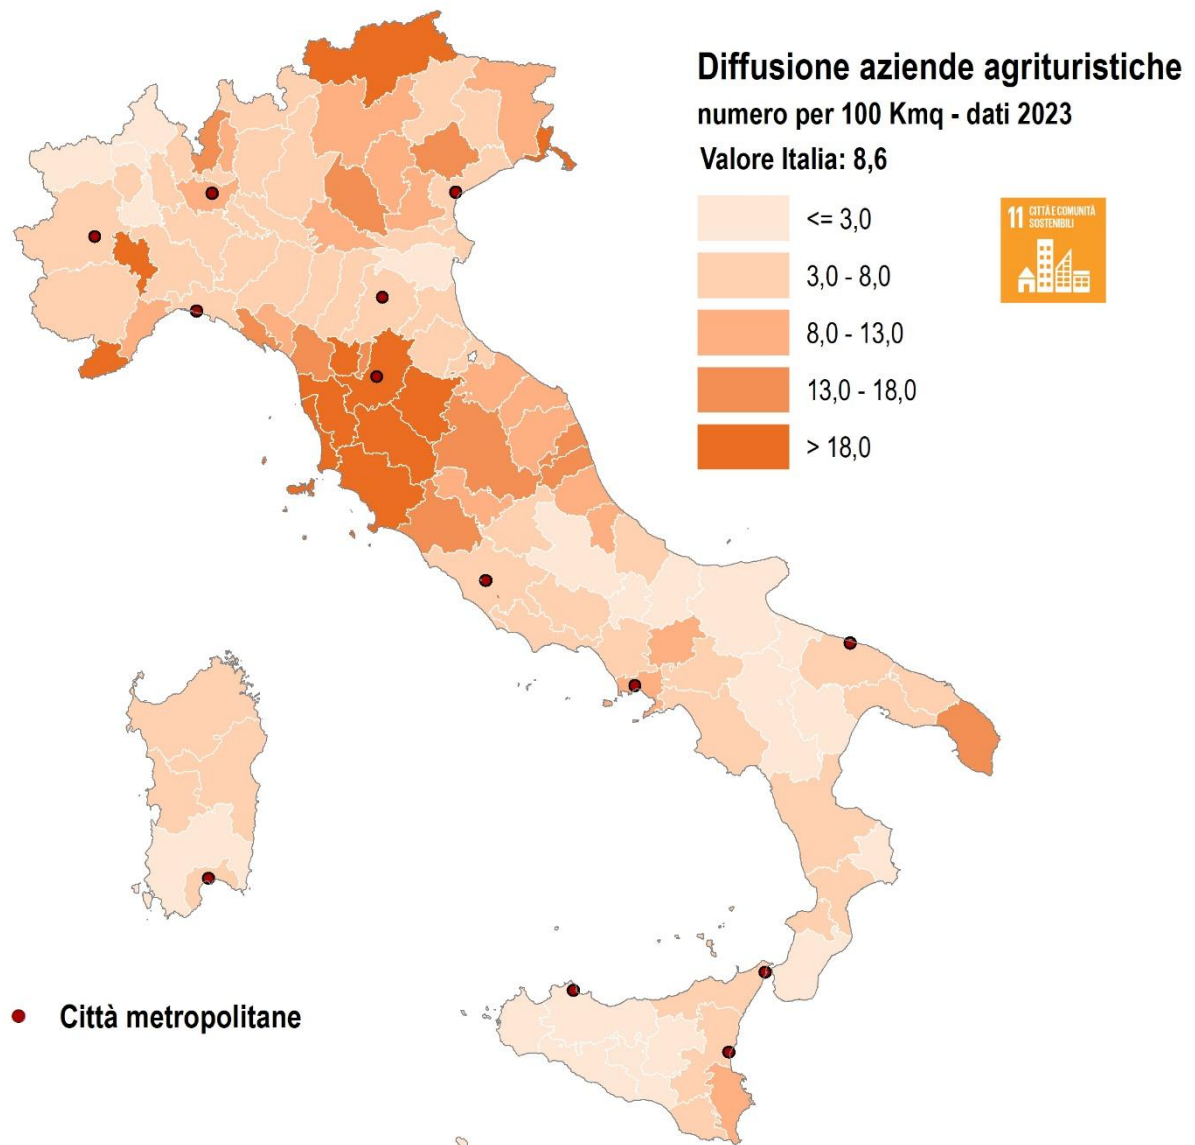 Diffusione aziende agrituristiche
numero per 100 Kmq - dati 2023
Valore Italia: 8,6
<= 3,0
3,0 - 8,0
8,0 - 13,0
13,0 - 18,0
> 18,0
11 CITTÀ E COMUNITÀ
SOSTENIBILI
Città metropolitane